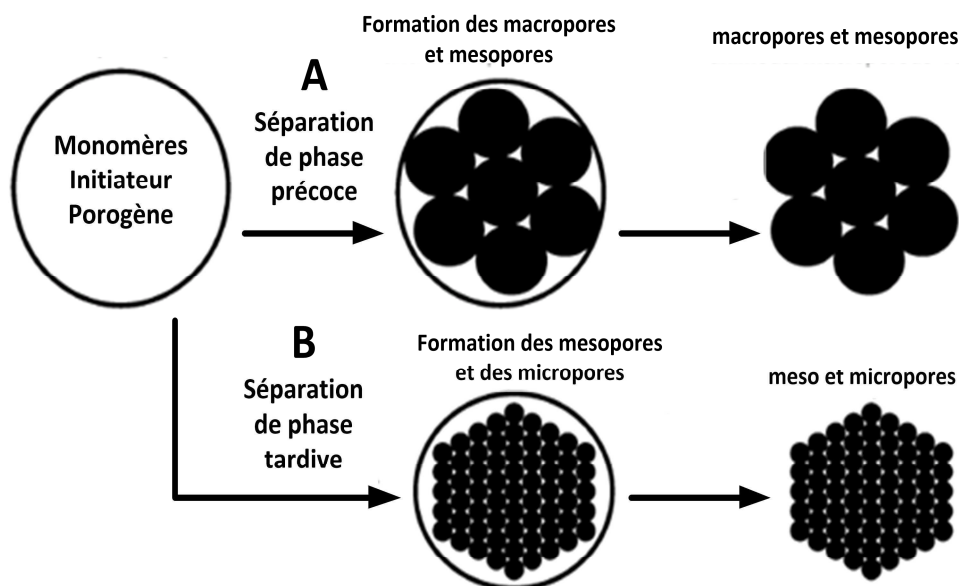 Monomères
Initiateur
Porogène
A
Séparation
de phase
précoce
Formation des macropores
et mesopores
macropores et mesopores
B
Séparation
de phase
tardive
Formation des mesopores
et des micropores
meso et micropores